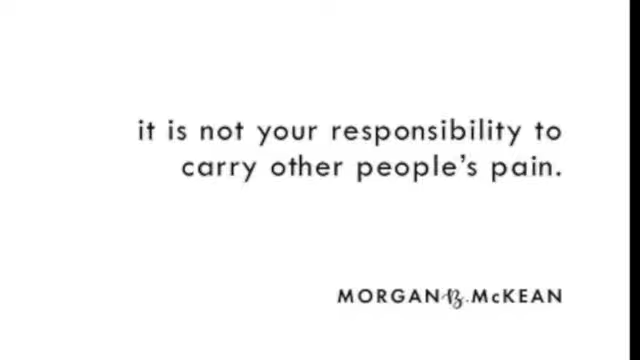 it is not your responsibility to
carry other people's pain.
MORGAN B. McKEAN